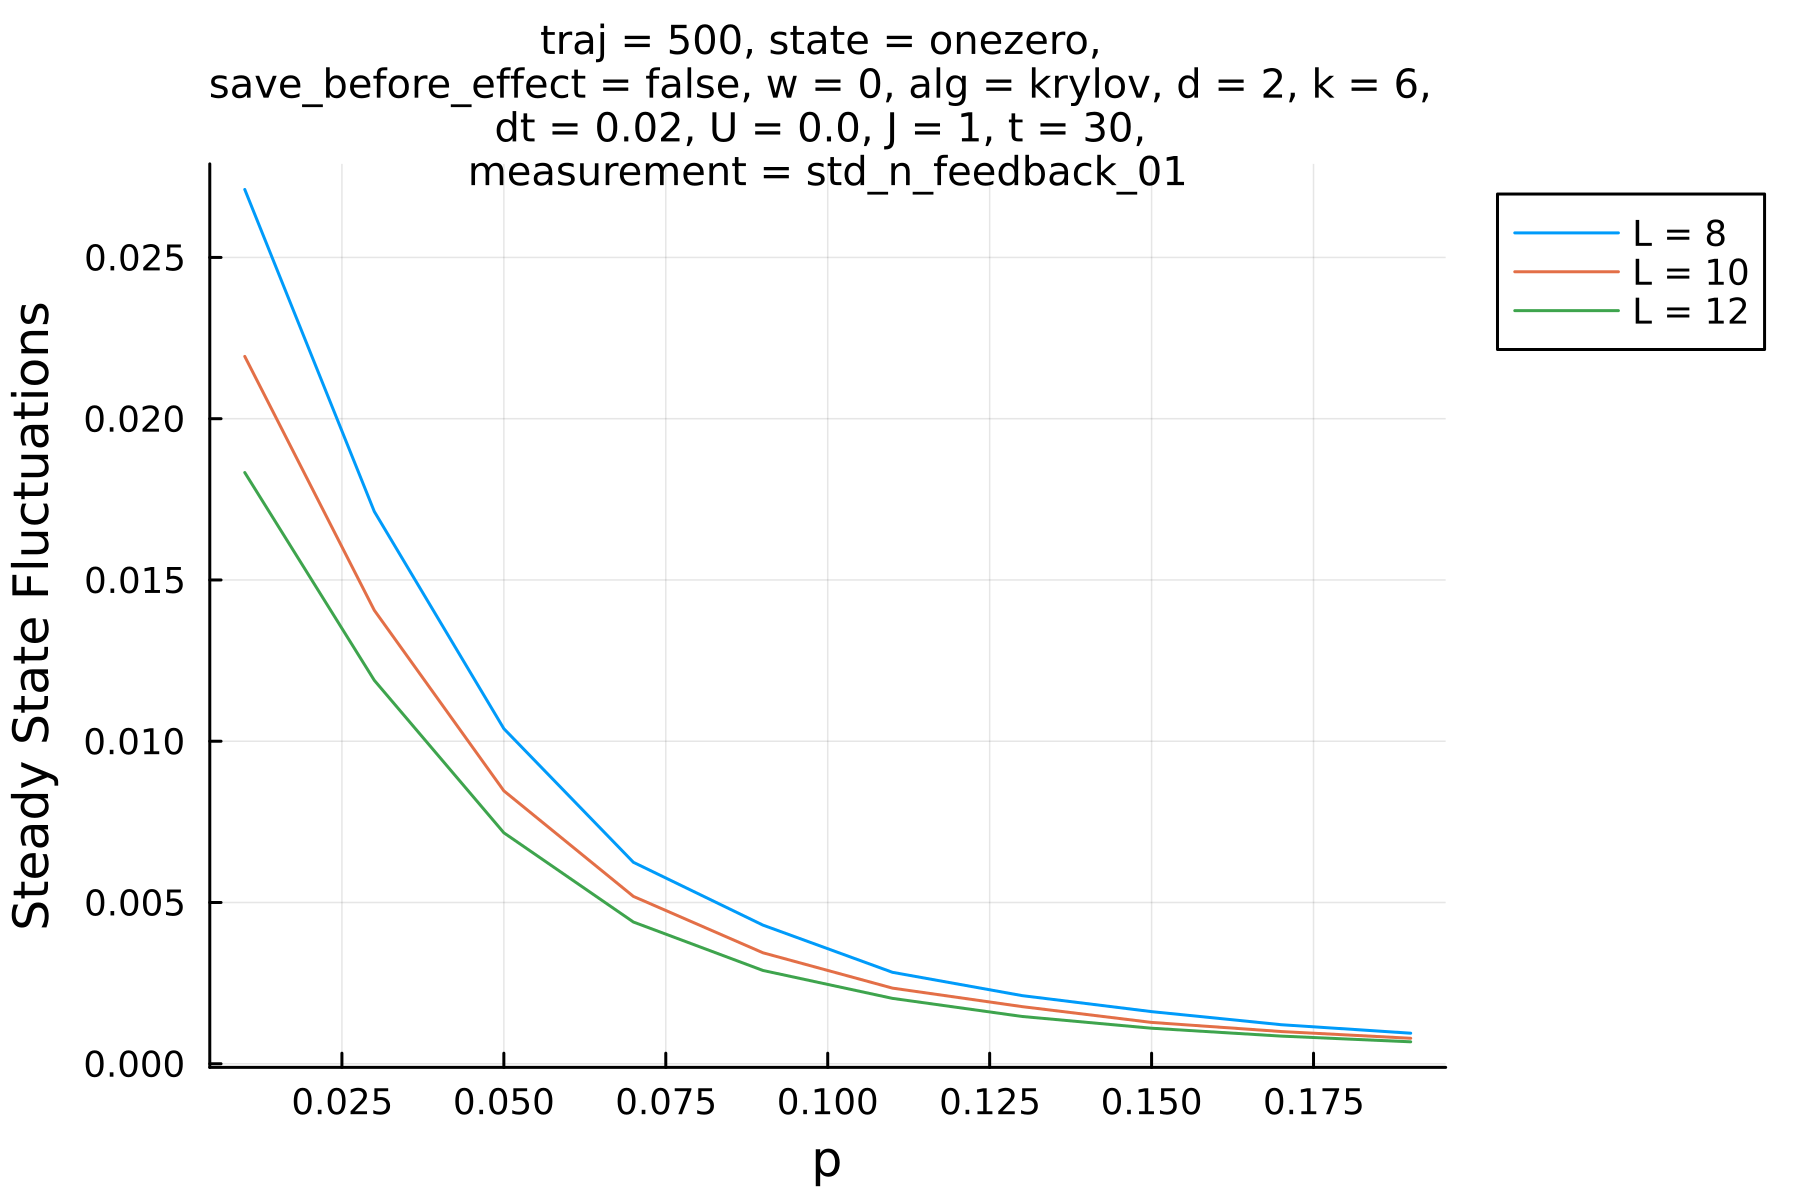 traj = 500, state = onezero,
save_before_effect = false, w = 0, alg = krylov, d = 2, k = 6,
dt = 0.02, U = 0.0, J = 1, t = 30,
measurement = std_n_feedback_01
L = 8
L = 10
L = 12
Steady State Fluctuations
0.025
0.020
0.015
0.010
0.005
0.000
0.025 0.050 0.075 0.100 0.125 0.150 0.175
p